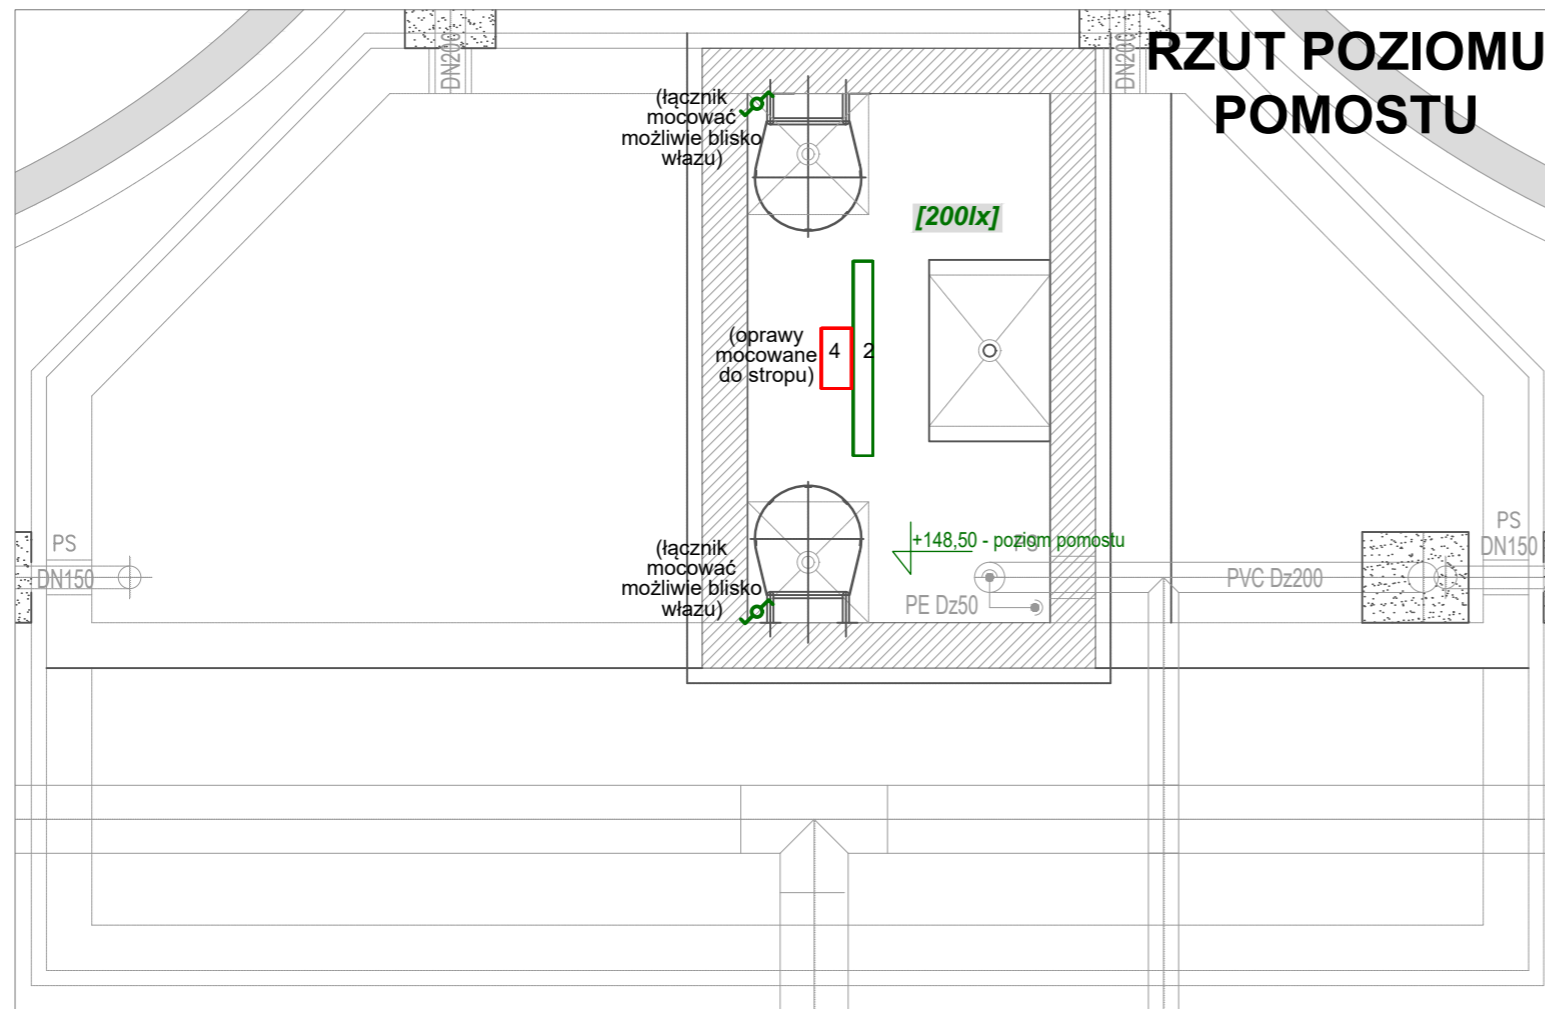 RZUT POZIOMU
POMOSTU
DN200
DN200
(łącznik
mocować
możliwie blisko
włazu)
[200lx]
(oprawy
mocowane
do stropu)
4
2
(łącznik
mocować
możliwie blisko
włazu)
+148,50 - poziom pomostu
PS
PS
DN150
PS
DN150
PVC Dz200
PE Dz50